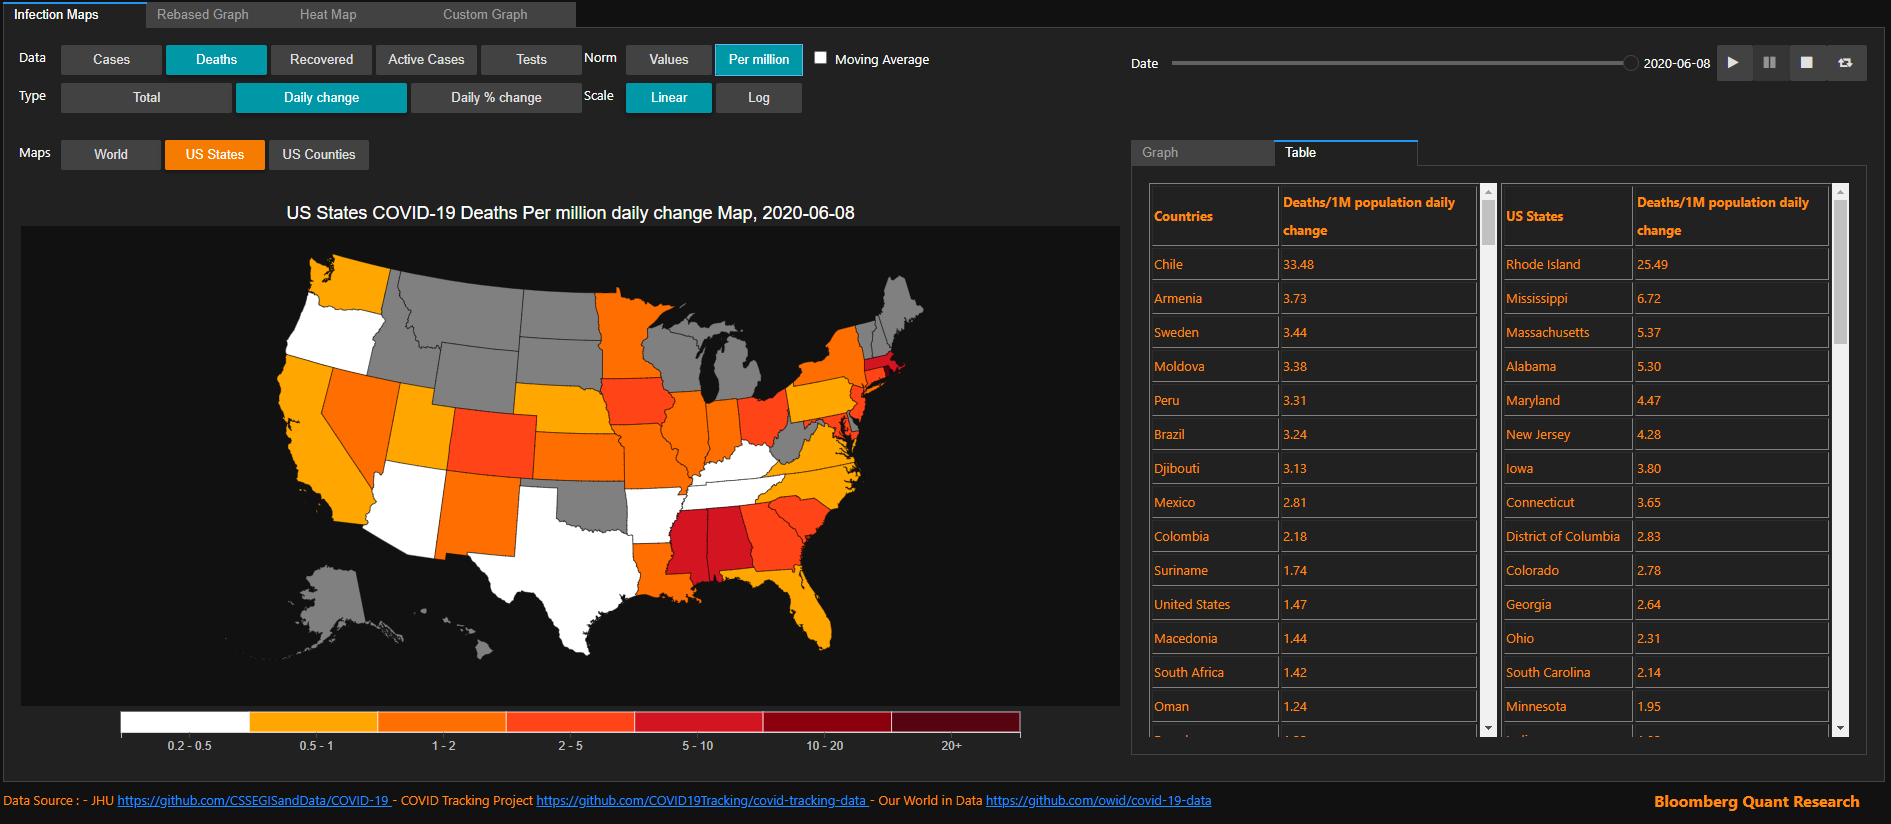 Infection Maps
Rebased Graph
Heat Map
Custom Graph
Data
Cases
Deaths
Recovered
Active Cases
Tests
Norm
Values
Per million
Moving Average
Date
2020-06-08
Type
Total
Daily change
Daily % change
Scale
Linear
Log
Maps
World
US States
US Counties
Graph
Table
US States COVID-19 Deaths Per million daily change Map, 2020-06-08
0.2 - 0.5
0.5 - 1
1 - 2
2 - 5
5 - 10
10 - 20
20+
Countries
Deaths/1M population daily
change
Chile 33.48
Armenia 3.73
Sweden 3.44
Moldova 3.38
Peru 3.31
Brazil 3.24
Djibouti 3.13
Mexico 2.81
Colombia 2.18
Suriname 1.74
United States 1.47
Macedonia 1.44
South Africa 1.42
Oman 1.24
US States
Deaths/1M population daily
change
Rhode Island 25.49
Mississippi 6.72
Massachusetts 5.37
Alabama 5.30
Maryland 4.47
New Jersey 4.28
Iowa 3.80
Connecticut 3.65
District of Columbia 2.83
Colorado 2.78
Georgia 2.64
Ohio 2.31
South Carolina 2.14
Minnesota 1.95
Data Source : - JHU https://github.com/CSSEGISandData/COVID-19 - COVID Tracking Project https://github.com/COVID19Tracking/covid-tracking-data - Our World in Data https://github.com/owid/covid-19-data
Bloomberg Quant Research